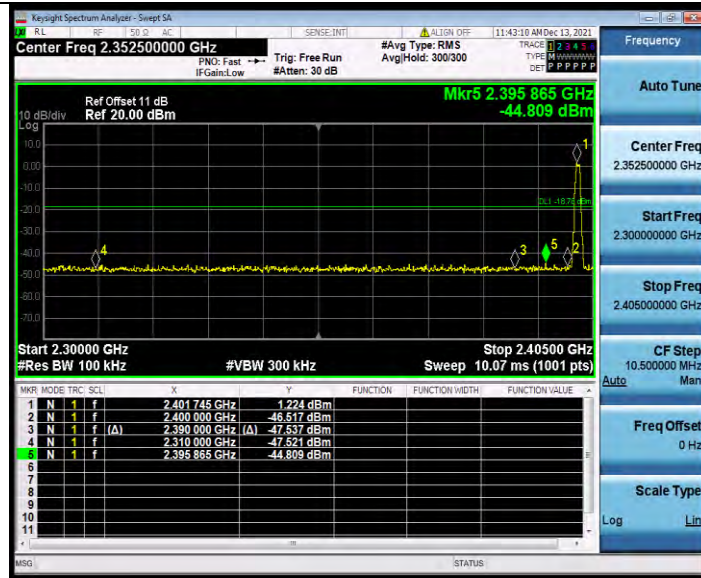 Keysight Spectrum Analyzer - Swept SA
RL RF 50 Ω AC SENSE:INT ALIGN OFF 11:43:10 AM Dec 13, 2021
Center Freq 2.352500000 GHz #Avg Type: RMS TRACE 1 2 3 4 5 6
PNO: Fast Trig: Free Run Avg|Hold: 300/300 TYPE M WWWWW
IFGain:Low #Atten: 30 dB DET P P P P P P
Mkr5 2.395 865 GHz
-44.809 dBm
Ref Offset 11 dB
10 dB/div Ref 20.00 dBm
Log
10.0
0.00
-10.0
-20.0
-30.0
-40.0
-50.0
-60.0
-70.0
DL1 -18.78 dBm
1
4
3
5
2
Start 2.30000 GHz Stop 2.40500 GHz
#Res BW 100 kHz #VBW 300 kHz Sweep 10.07 ms (1001 pts)
MKR MODE TRC SCL X Y FUNCTION FUNCTION WIDTH FUNCTION VALUE
1 N 1 f 2.401 745 GHz 1.224 dBm
2 N 1 f 2.400 000 GHz -46.517 dBm
3 N 1 f (Δ) 2.390 000 GHz (Δ) -47.537 dBm
4 N 1 f 2.310 000 GHz -47.521 dBm
5 N 1 f 2.395 865 GHz -44.809 dBm
6
7
8
9
10
11
MSG STATUS
Frequency
Auto Tune
Center Freq
2.352500000 GHz
Start Freq
2.300000000 GHz
Stop Freq
2.405000000 GHz
CF Step
10.500000 MHz
Auto Man
Freq Offset
0 Hz
Scale Type
Log Lin